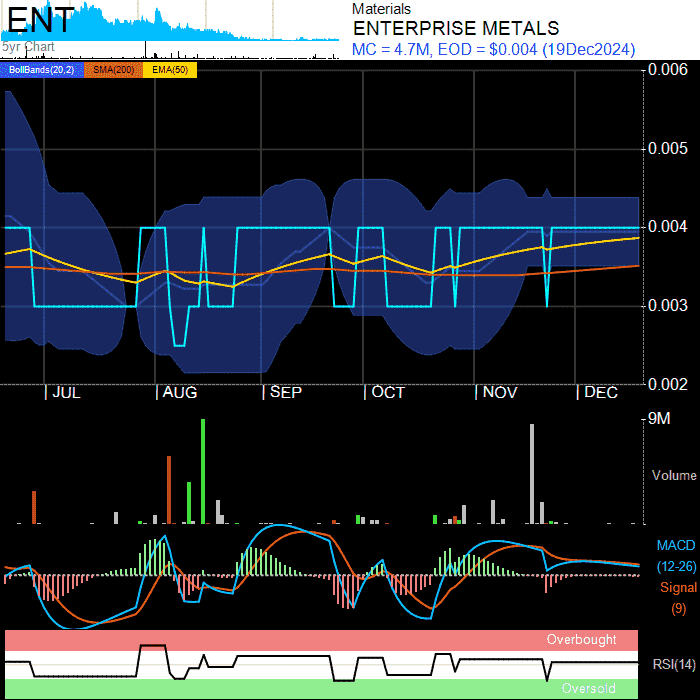 ENT
5yr Chart
Materials
ENTERPRISE METALS
MC = 4.7M, EOD = $0.004 (19Dec2024)
BollBands(20,2) SMA(200) EMA(50)
0.006
0.005
0.004
0.003
0.002
JUL AUG SEP OCT NOV DEC
9M
Volume
MACD
(12-26)
Signal
(9)
Overbought
RSI(14)
Oversold